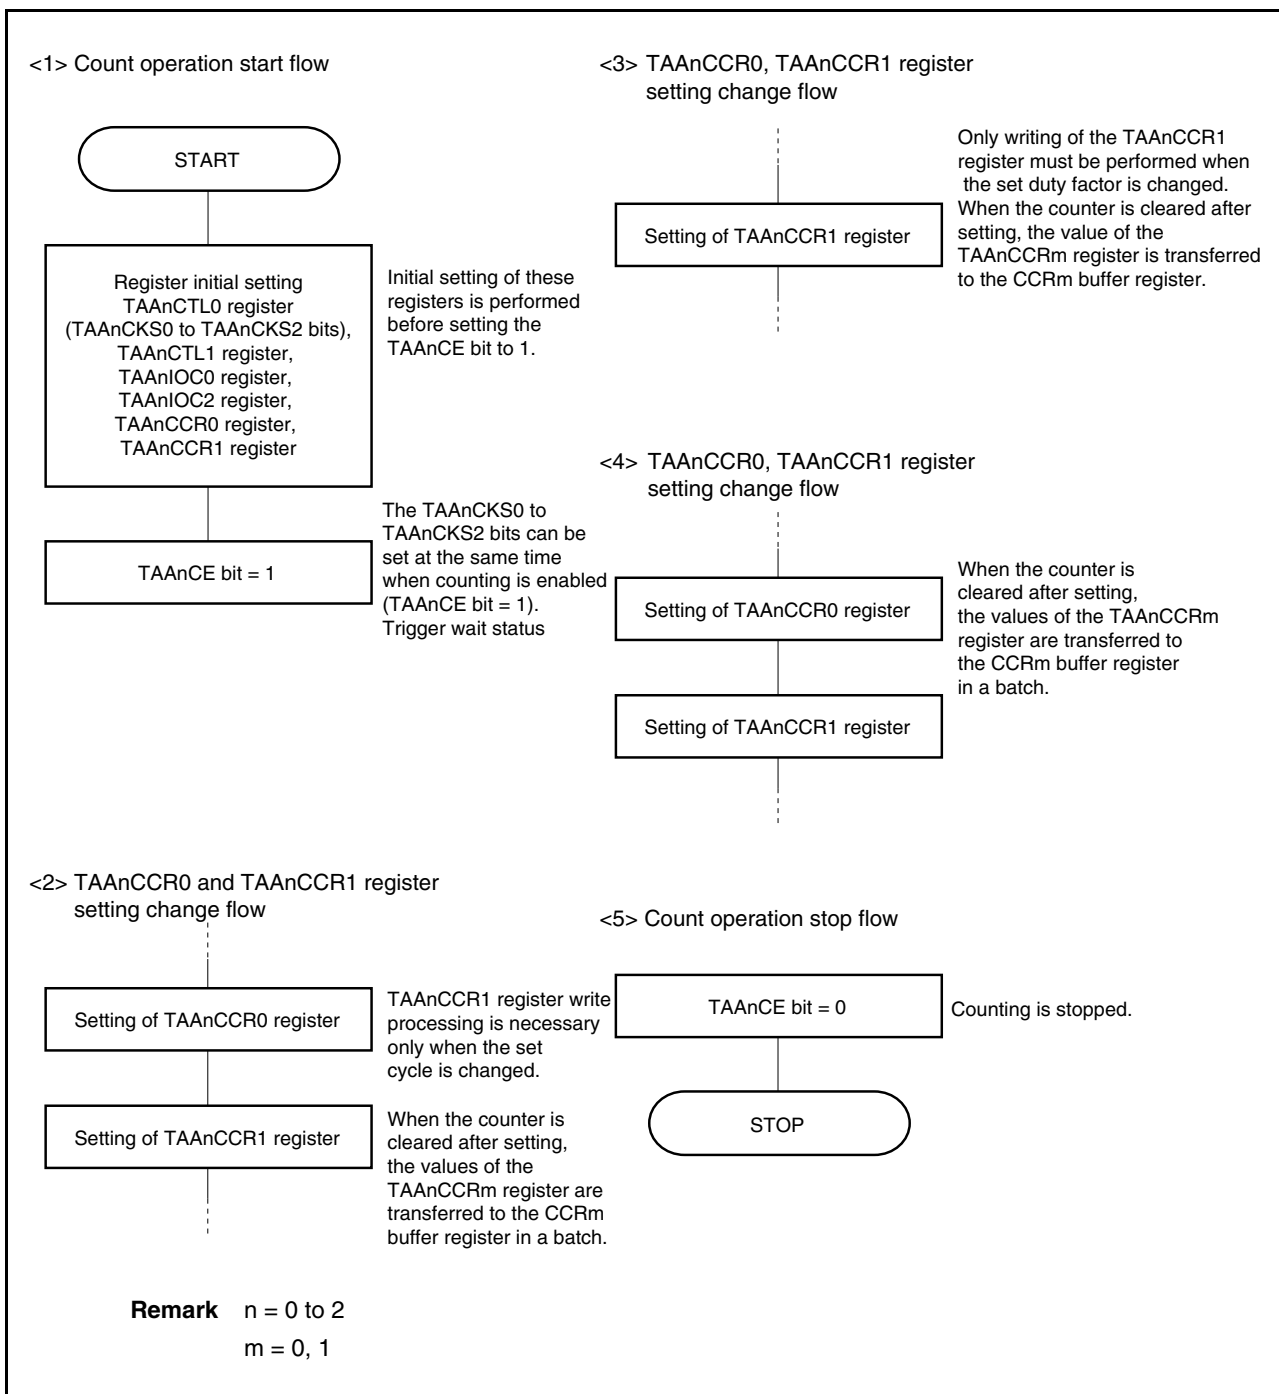 <1> Count operation start flow
START
Register initial setting
TAAnCTL0 register
(TAAnCKS0 to TAAnCKS2 bits),
TAAnCTL1 register,
TAAnIOC0 register,
TAAnIOC2 register,
TAAnCCR0 register,
TAAnCCR1 register
Initial setting of these
registers is performed
before setting the
TAAnCE bit to 1.
TAAnCE bit = 1
The TAAnCKS0 to
TAAnCKS2 bits can be
set at the same time
when counting is enabled
(TAAnCE bit = 1).
Trigger wait status
<2> TAAnCCR0 and TAAnCCR1 register
setting change flow
Setting of TAAnCCR0 register
TAAnCCR1 register write
processing is necessary
only when the set
cycle is changed.
Setting of TAAnCCR1 register
When the counter is
cleared after setting,
the values of the
TAAnCCRm register are
transferred to the CCRm
buffer register in a batch.
<3> TAAnCCR0, TAAnCCR1 register
setting change flow
Setting of TAAnCCR1 register
Only writing of the TAAnCCR1
register must be performed when
the set duty factor is changed.
When the counter is cleared after
setting, the value of the
TAAnCCRm register is transferred
to the CCRm buffer register.
<4> TAAnCCR0, TAAnCCR1 register
setting change flow
Setting of TAAnCCR0 register
When the counter is
cleared after setting,
the values of the TAAnCCRm
register are transferred to
the CCRm buffer register
in a batch.
Setting of TAAnCCR1 register
<5> Count operation stop flow
TAAnCE bit = 0
Counting is stopped.
STOP
Remark n = 0 to 2
m = 0, 1